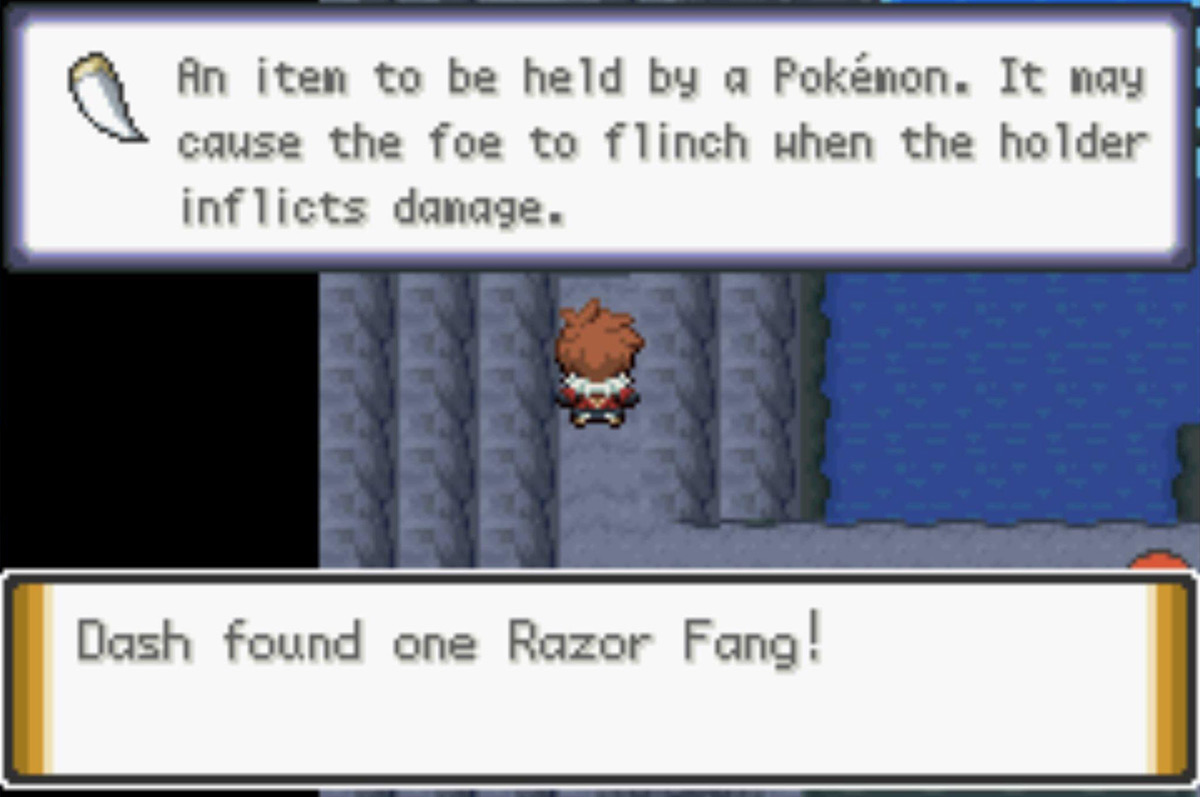 An item to be held by a Pokémon. It may
cause the foe to flinch when the holder
inflicts damage.
Dash found one Razor Fang!